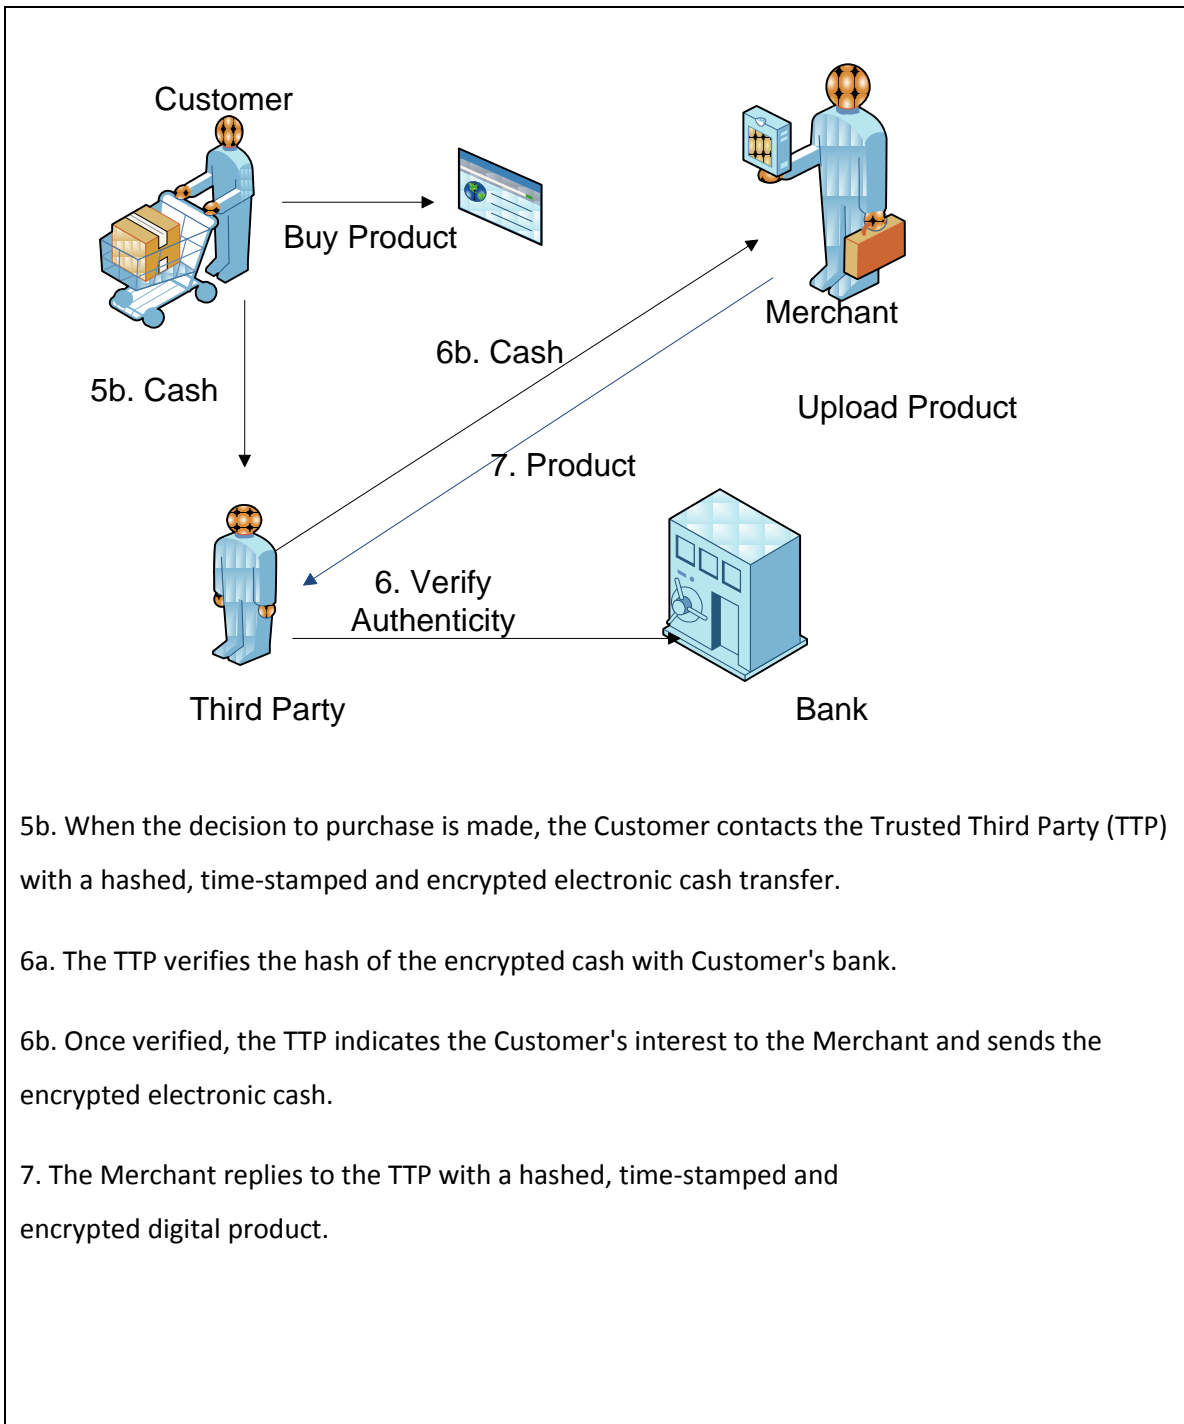 Customer
Buy Product
Merchant
6b. Cash
5b. Cash
Upload Product
7. Product
6. Verify
Authenticity
Third Party
Bank
5b. When the decision to purchase is made, the Customer contacts the Trusted Third Party (TTP)
with a hashed, time-stamped and encrypted electronic cash transfer.
6a. The TTP verifies the hash of the encrypted cash with Customer's bank.
6b. Once verified, the TTP indicates the Customer's interest to the Merchant and sends the
encrypted electronic cash.
7. The Merchant replies to the TTP with a hashed, time-stamped and
encrypted digital product.